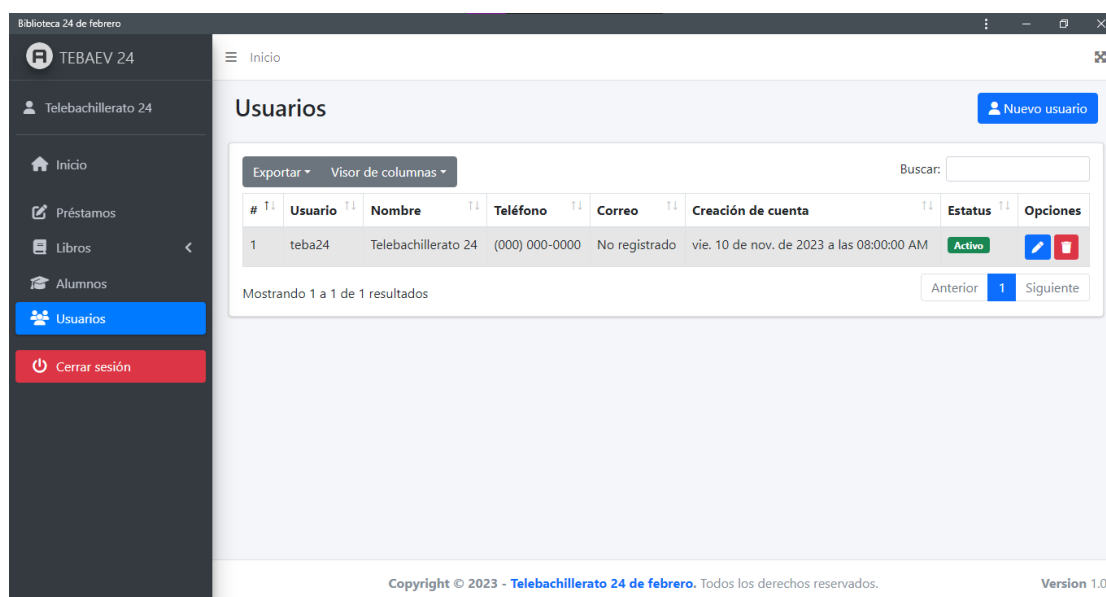 Biblioteca 24 de febrero
TEBAEV 24
Inicio
Telebachillerato 24
Usuarios
Nuevo usuario
Inicio
Exportar Visor de columnas
Buscar:
Préstamos
# Usuario Nombre Teléfono Correo Creación de cuenta Estatus Opciones
Libros
1 teba24 Telebachillerato 24 (000) 000-0000 No registrado vie. 10 de nov. de 2023 a las 08:00:00 AM Activo
Alumnos
Mostrando 1 a 1 de 1 resultados
Anterior 1 Siguiente
Usuarios
Cerrar sesión
Copyright © 2023 - Telebachillerato 24 de febrero. Todos los derechos reservados.
Version 1.0